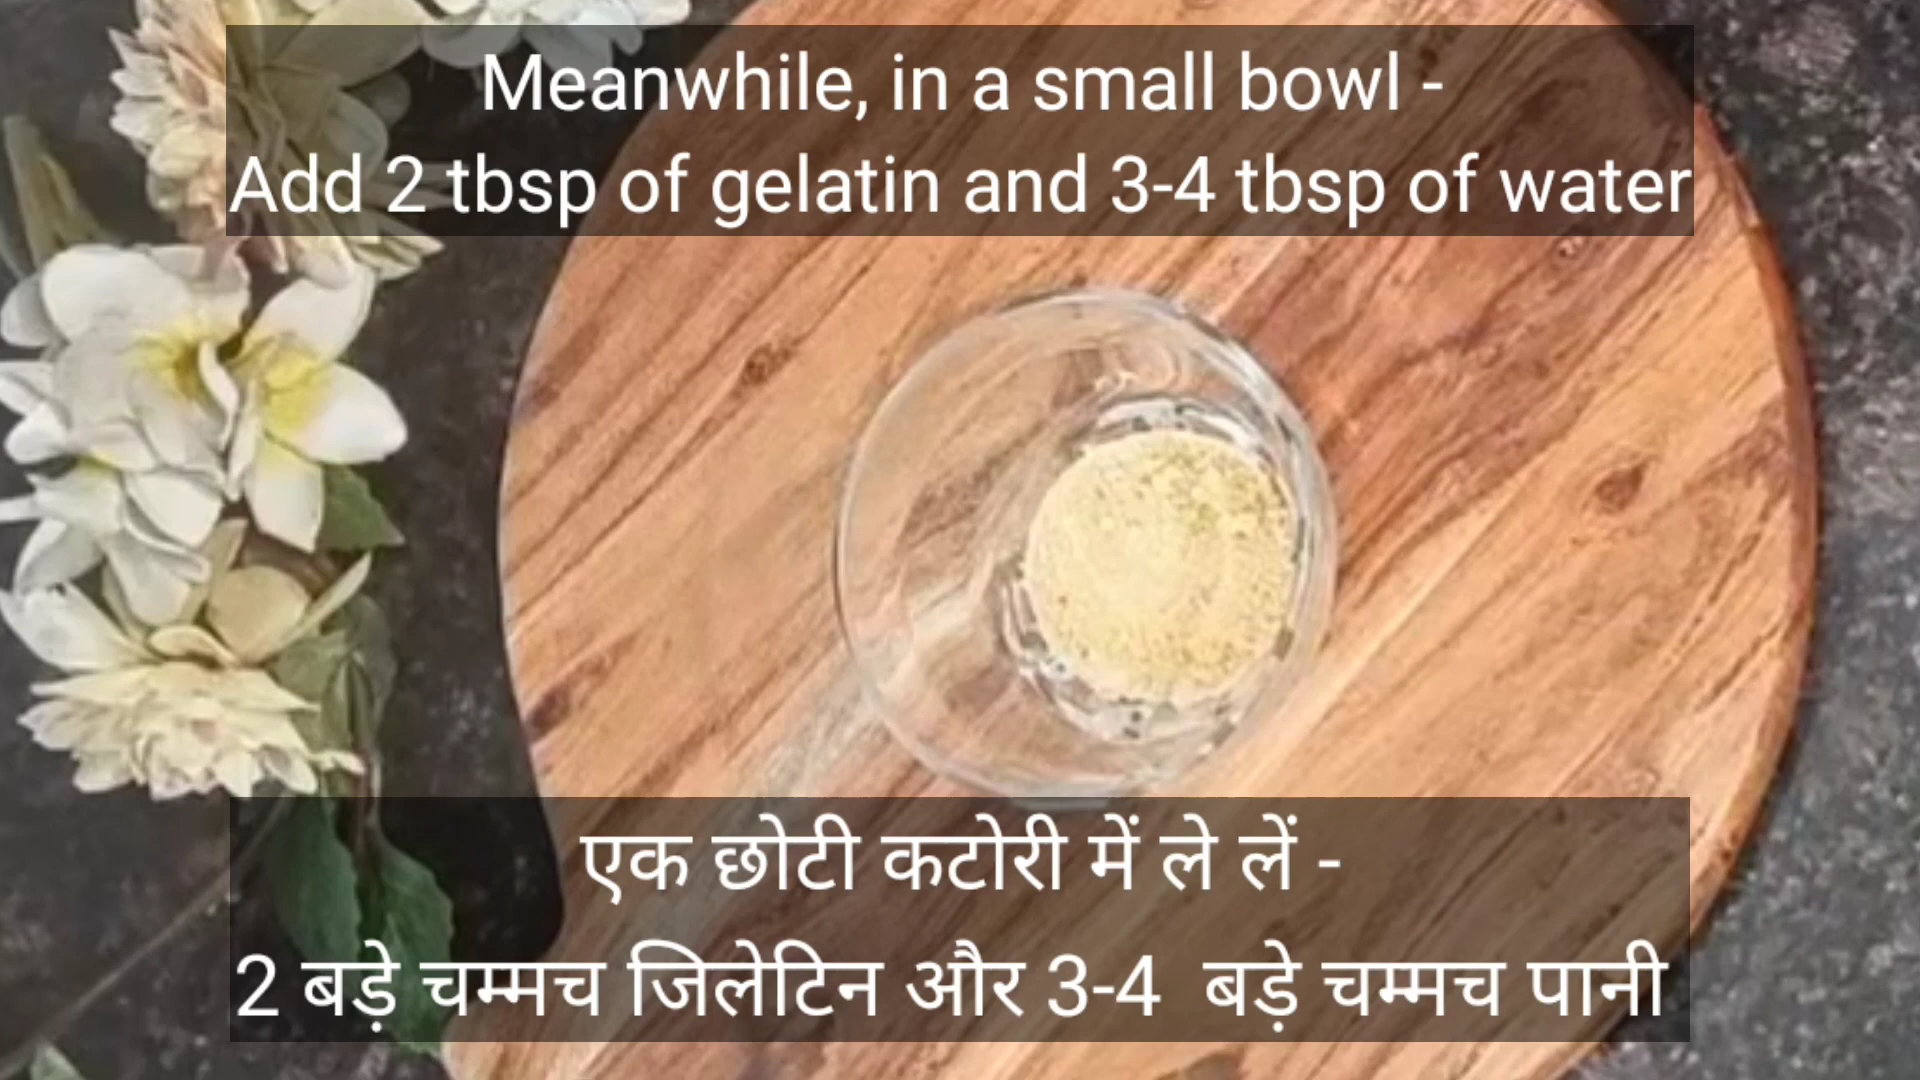 Meanwhile, in a small bowl -
Add 2 tbsp of gelatin and 3-4 tbsp of water
एक छोटी कटोरी में ले लें -
2 बड़े चम्मच जिलेटिन और 3-4 बड़े चम्मच पानी